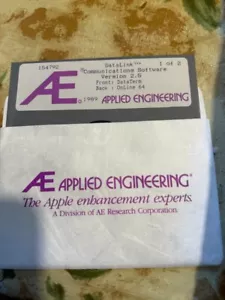 154792 DataLink™ 1 of 2
Communications Software
Version 2.0
Front: DataTerm
Back : OnLine 64
AE © 1989 APPLIED ENGINEERING
AE APPLIED ENGINEERING®
The Apple enhancement experts.
A Division of AE Research Corporation.